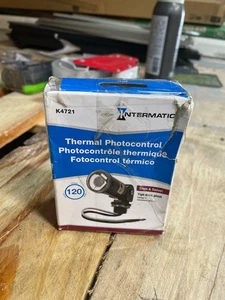 K4721
INTERMATIC
Thermal Photocontrol
Photocontrôle thermique
Fotocontrol térmico
120